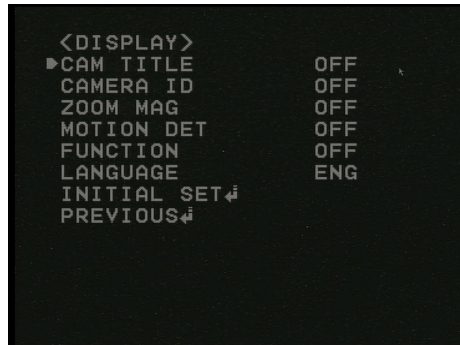 <DISPLAY>
CAM TITLE OFF
CAMERA ID OFF
ZOOM MAG OFF
MOTION DET OFF
FUNCTION OFF
LANGUAGE ENG
INITIAL SET↲
PREVIOUS↲